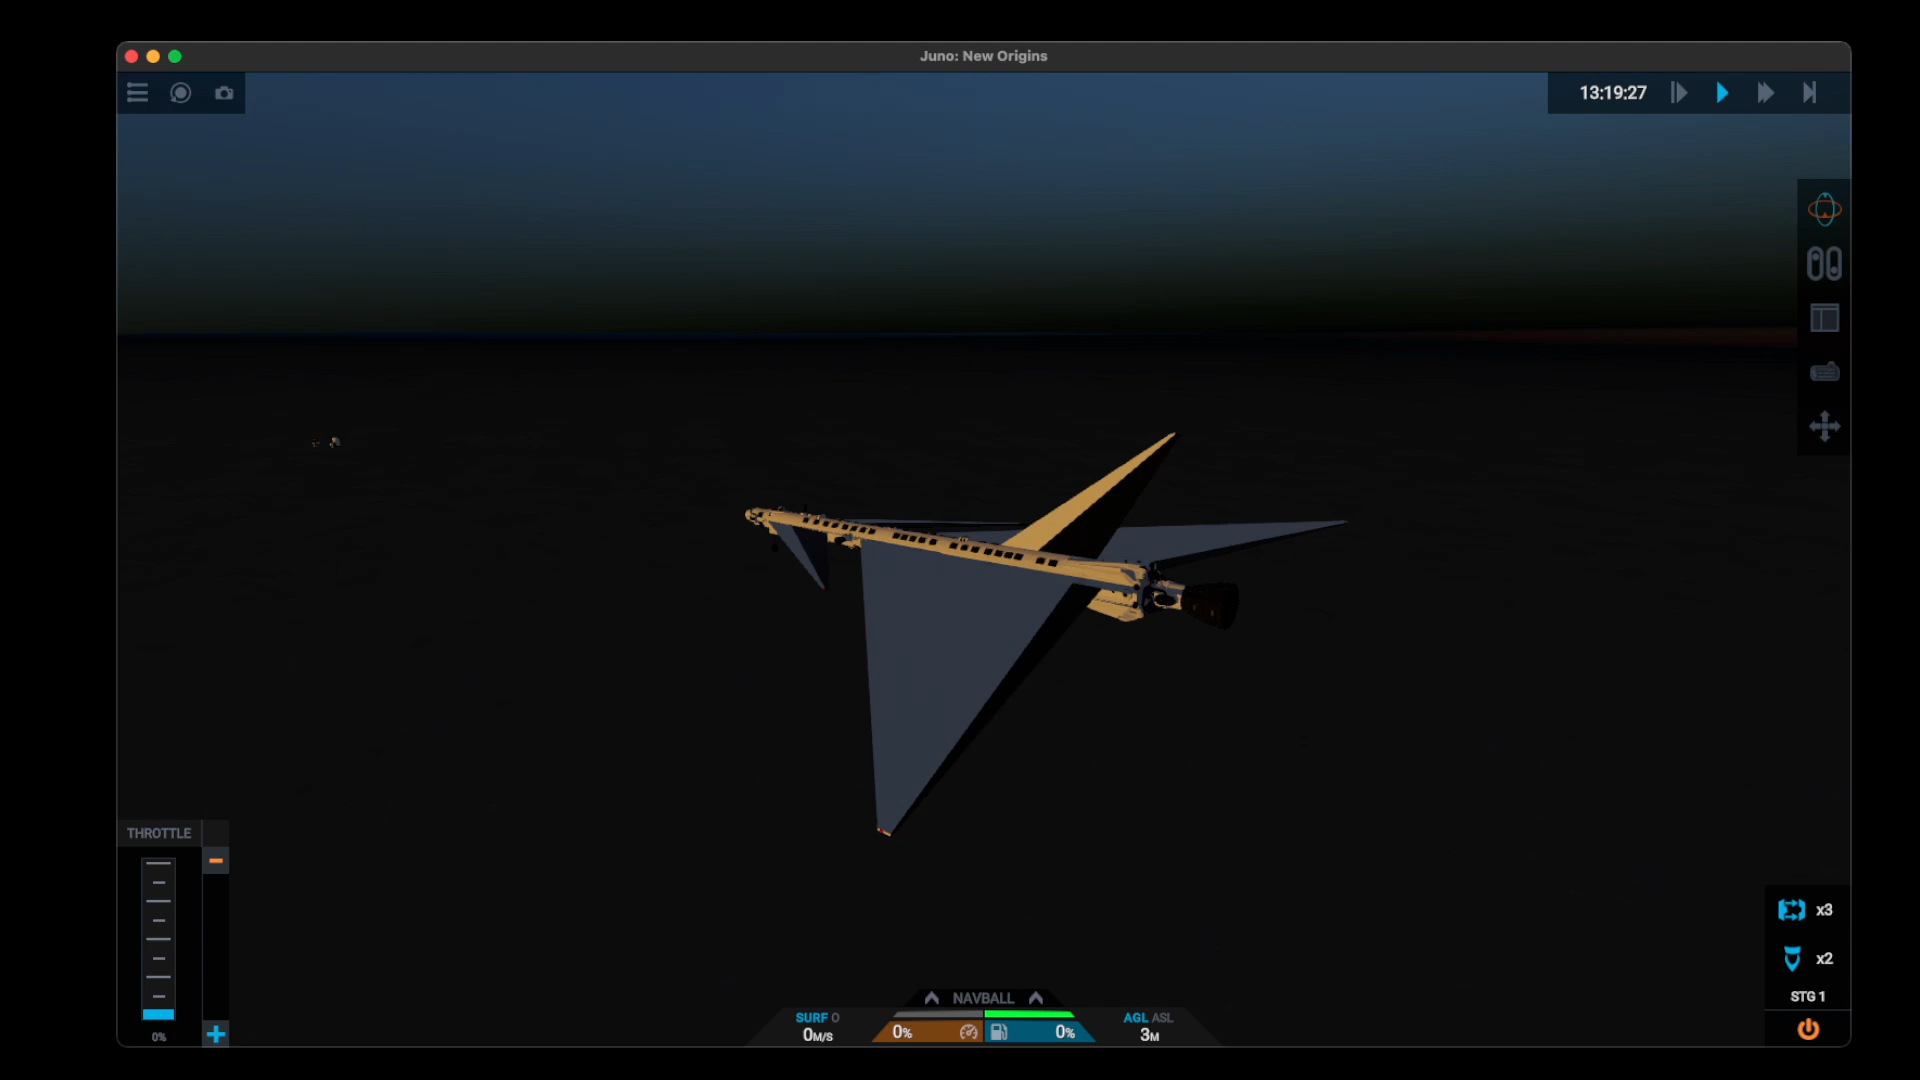 Juno: New Origins
13:19:27
THROTTLE
0%
x3
x2
STG 1
NAVBALL
SURF O
0M/S
0%
0%
AGL ASL
3M